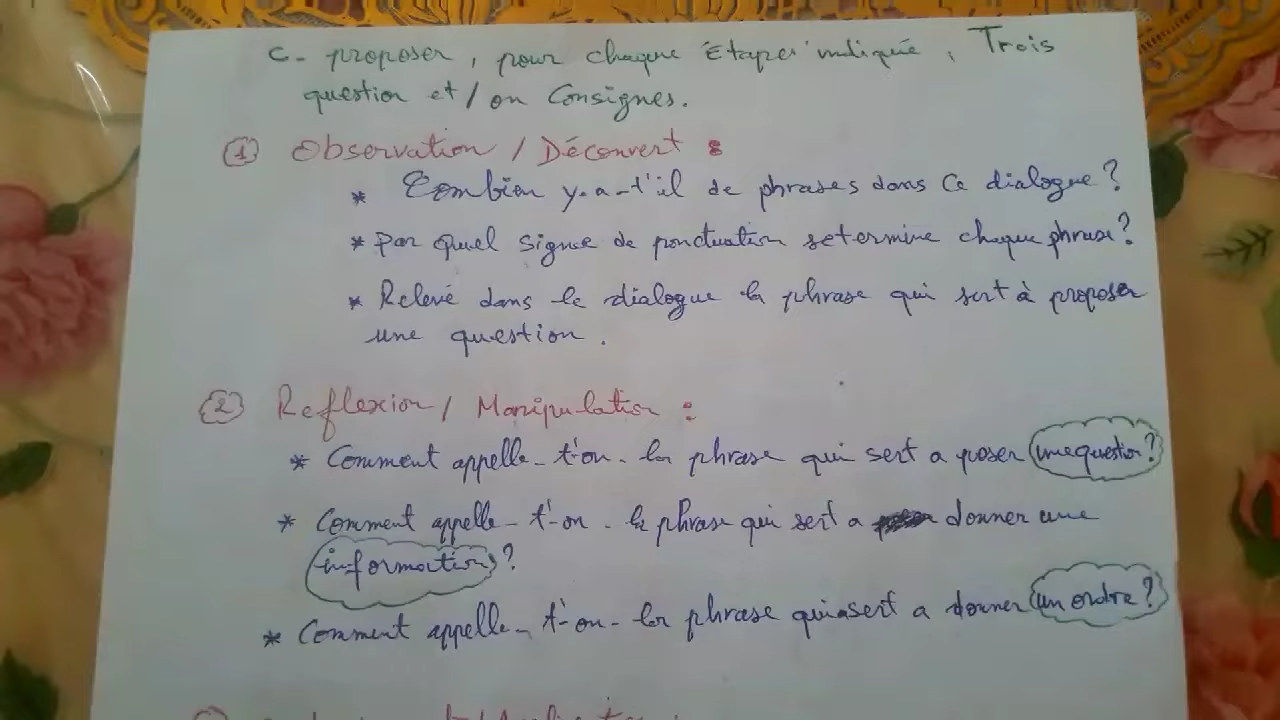 c- proposer, pour chaque Etape indiqué, Trois
question et/ou Consignes.
① Observation / Découvert :
* Combien y-a-t'il de phrases dans Ce dialogue ?
* Par quel signe de ponctuation se termine chaque phrase ?
* Relevé dans le dialogue la phrase qui sert à proposer
une question.
② Reflexion / Manipulation :
* Comment appelle-t'on-la phrase qui sert a poser une question ?
* Comment appelle-t'on-la phrase qui sert a donner une
information ?
* Comment appelle-t'on-la phrase qui sert a donner un ordre ?